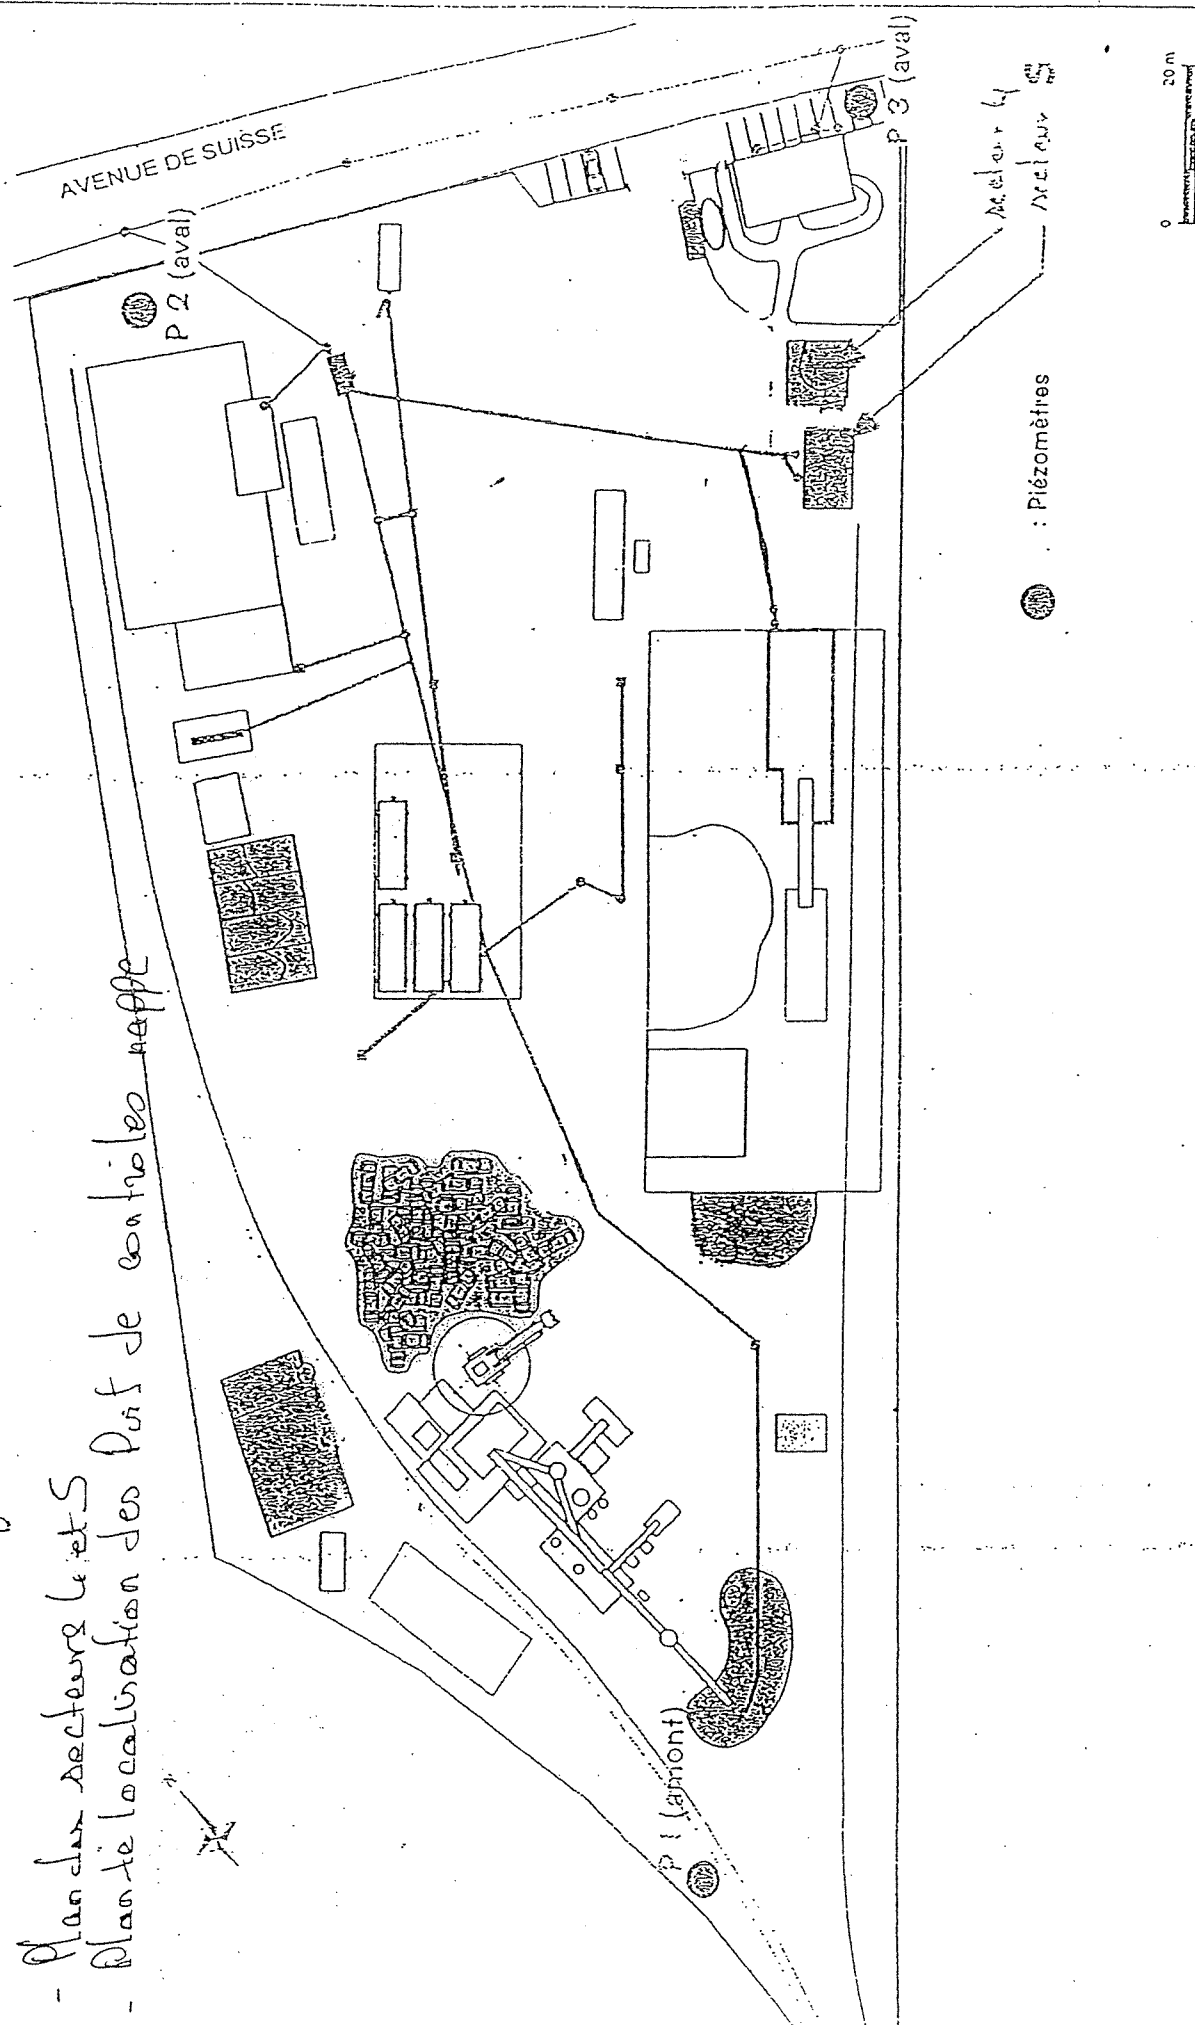 - Plan des secteurs 4 et 5
- Plan de localisation des Puit de contrôles nappe
AVENUE DE SUISSE
P 2 (aval)
P 3 (aval)
secteur 4
secteur 5
: Piézomètres
P 1 (amont)
0
20 m